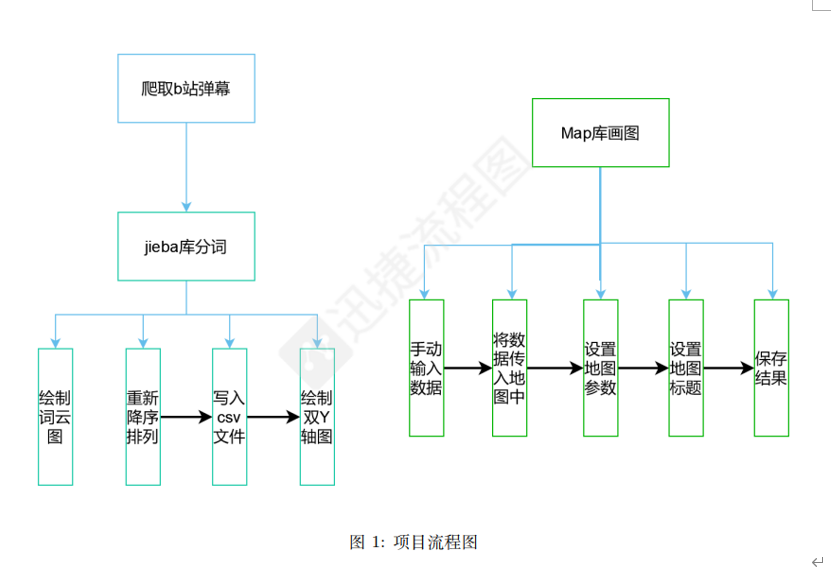 爬取b站弹幕
Map库画图
jieba库分词
迅捷流程图
绘制
词云
图
重新
降序
排列
写入
csv
文件
绘制
双Y
轴图
手动
输入
数据
将数
据传
入地
图中
设置
地图
参数
设置
地图
标题
保存
结果
图 1: 项目流程图